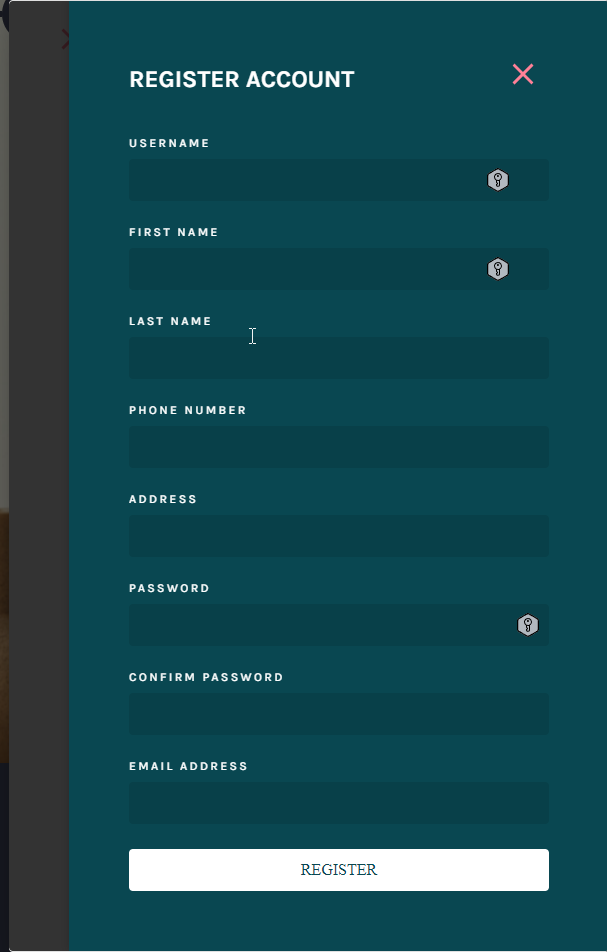 REGISTER ACCOUNT
USERNAME
FIRST NAME
LAST NAME
PHONE NUMBER
ADDRESS
PASSWORD
CONFIRM PASSWORD
EMAIL ADDRESS
REGISTER